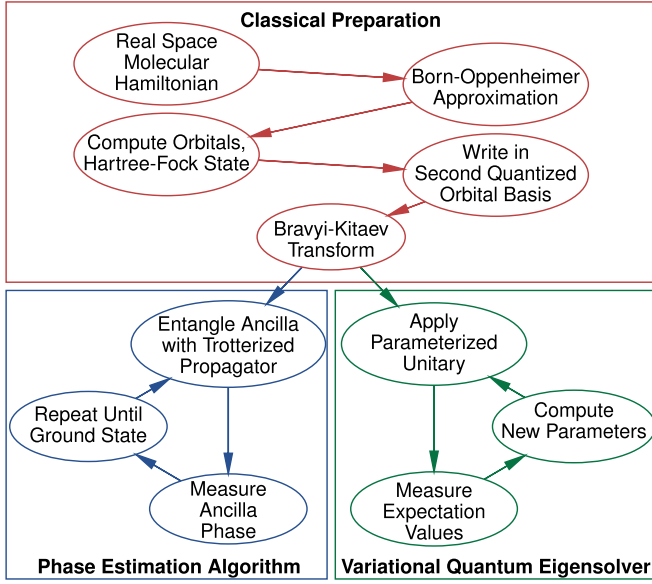 Classical Preparation
Real Space
Molecular
Hamiltonian
Born-Oppenheimer
Approximation
Compute Orbitals,
Hartree-Fock State
Write in
Second Quantized
Orbital Basis
Bravyi-Kitaev
Transform
Entangle Ancilla
with Trotterized
Propagator
Repeat Until
Ground State
Measure
Ancilla
Phase
Phase Estimation Algorithm
Apply
Parameterized
Unitary
Compute
New Parameters
Measure
Expectation
Values
Variational Quantum Eigensolver